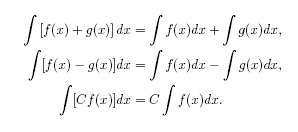 ∫ [f(x) + g(x)] dx = ∫ f(x)dx + ∫ g(x)dx,
∫ [f(x) − g(x)]dx = ∫ f(x)dx − ∫ g(x)dx,
∫ [Cf(x)]dx = C ∫ f(x)dx.